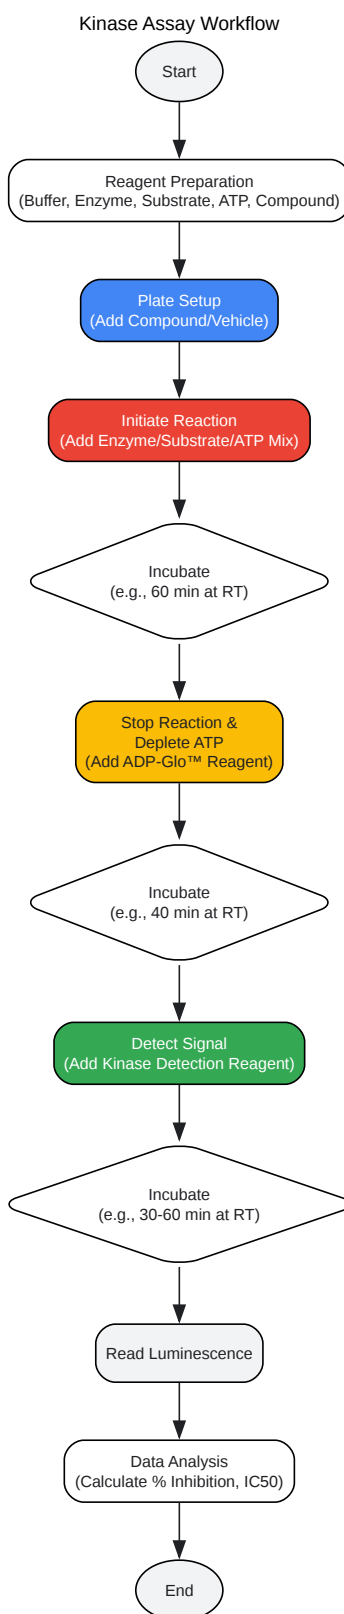 Kinase Assay Workflow
Start
Reagent Preparation
(Buffer, Enzyme, Substrate, ATP, Compound)
Plate Setup
(Add Compound/Vehicle)
Initiate Reaction
(Add Enzyme/Substrate/ATP Mix)
Incubate
(e.g., 60 min at RT)
Stop Reaction &
Deplete ATP
(Add ADP-Glo™ Reagent)
Incubate
(e.g., 40 min at RT)
Detect Signal
(Add Kinase Detection Reagent)
Incubate
(e.g., 30-60 min at RT)
Read Luminescence
Data Analysis
(Calculate % Inhibition, IC50)
End